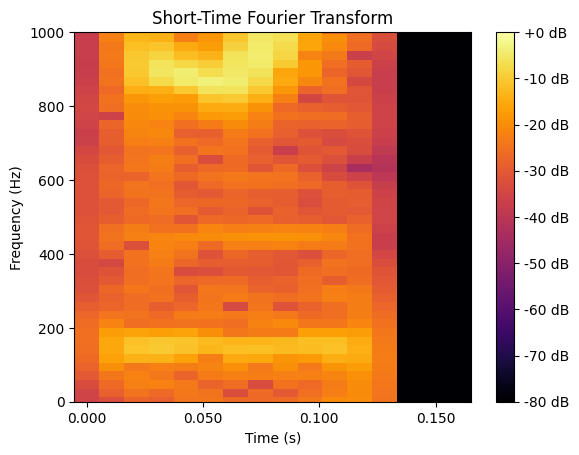 Short-Time Fourier Transform
1000
800
600
400
200
0
Frequency (Hz)
0.000
0.050
0.100
0.150
Time (s)
+0 dB
-10 dB
-20 dB
-30 dB
-40 dB
-50 dB
-60 dB
-70 dB
-80 dB